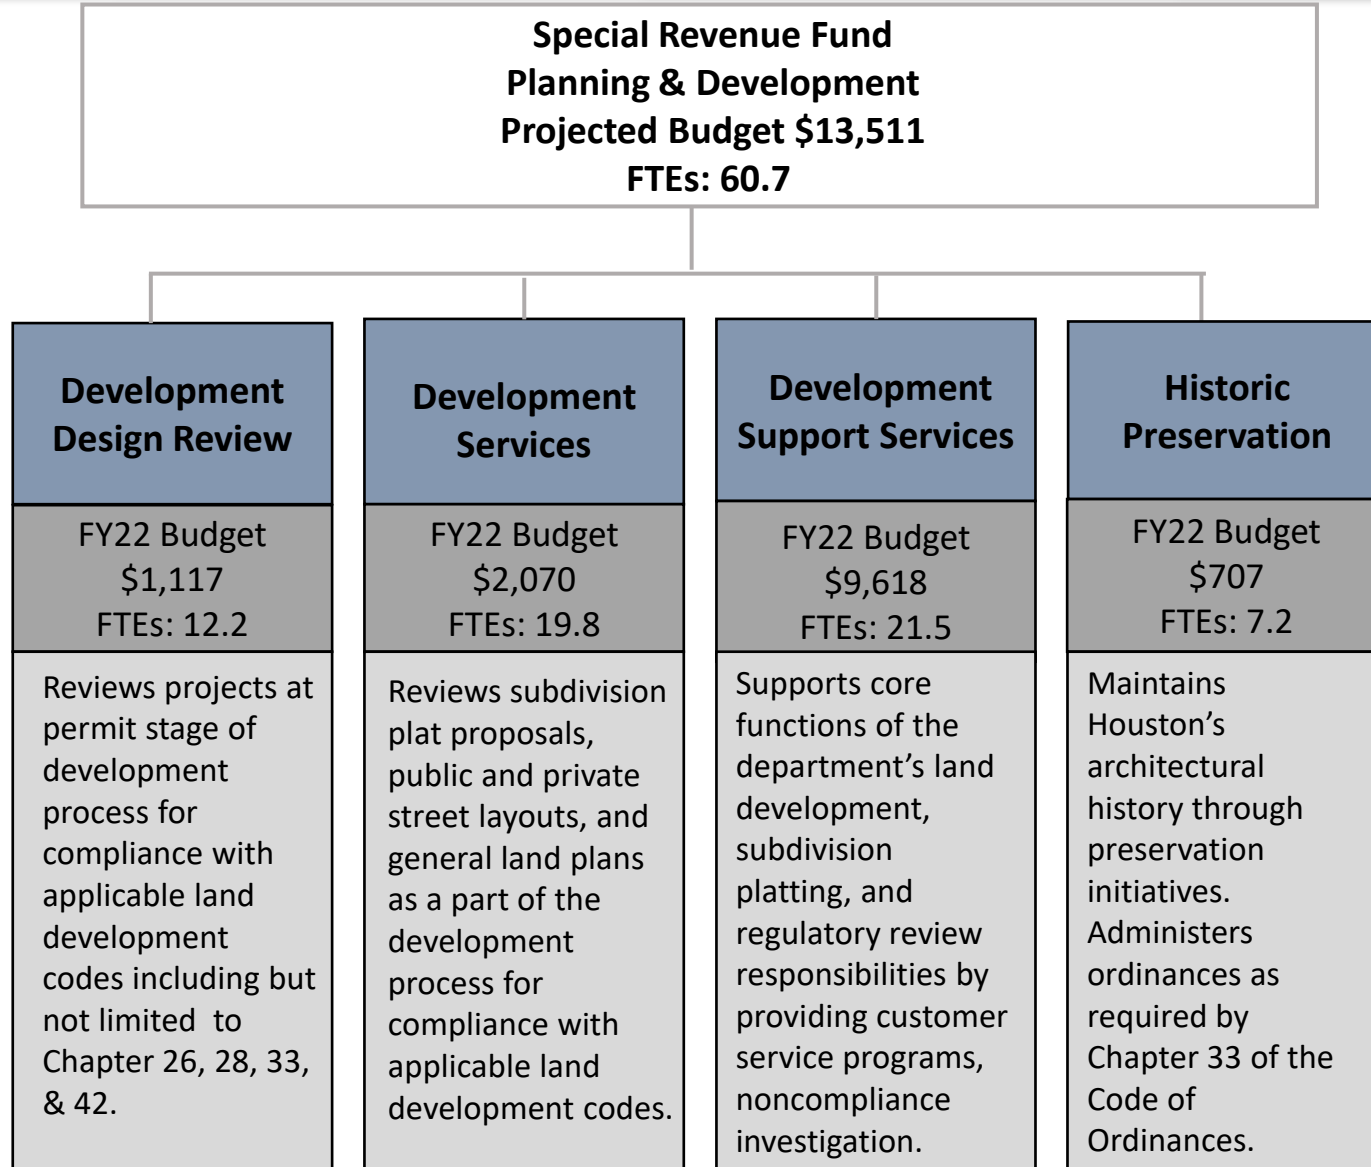 Special Revenue Fund
Planning & Development
Projected Budget $13,511
FTEs: 60.7
Development
Design Review
FY22 Budget
$1,117
FTEs: 12.2
Reviews projects at
permit stage of
development
process for
compliance with
applicable land
development
codes including but
not limited  to
Chapter 26, 28, 33,
& 42.
Development
Services
FY22 Budget
$2,070
FTEs: 19.8
Reviews subdivision
plat proposals,
public and private
street layouts, and
general land plans
as a part of the
development
process for
compliance with
applicable land
development codes.
Development
Support Services
FY22 Budget
$9,618
FTEs: 21.5
Supports core
functions of the
department’s land
development,
subdivision
platting, and
regulatory review
responsibilities by
providing customer
service programs,
noncompliance
investigation.
Historic
Preservation
FY22 Budget
$707
FTEs: 7.2
Maintains
Houston’s
architectural
history through
preservation
initiatives.
Administers
ordinances as
required by
Chapter 33 of the
Code of
Ordinances.